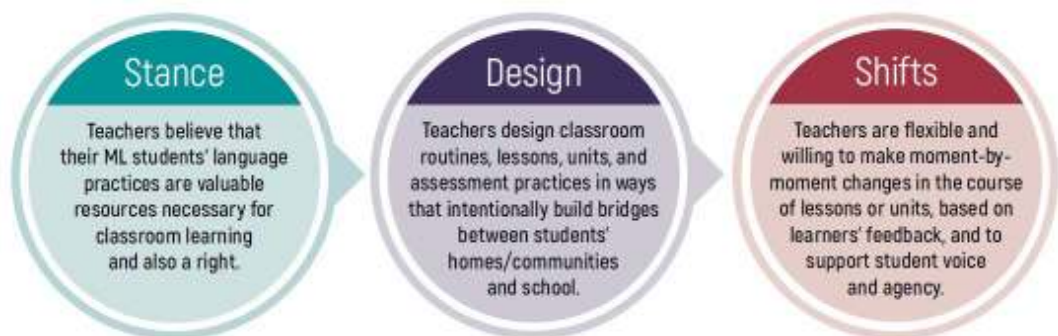 Stance
Teachers believe that
their ML students' language
practices are valuable
resources necessary for
classroom learning
and also a right.
Design
Teachers design classroom
routines, lessons, units, and
assessment practices in ways
that intentionally build bridges
between students'
homes/communities
and school.
Shifts
Teachers are flexible and
willing to make moment-by-
moment changes in the course
of lessons or units, based on
learners' feedback, and to
support student voice
and agency.